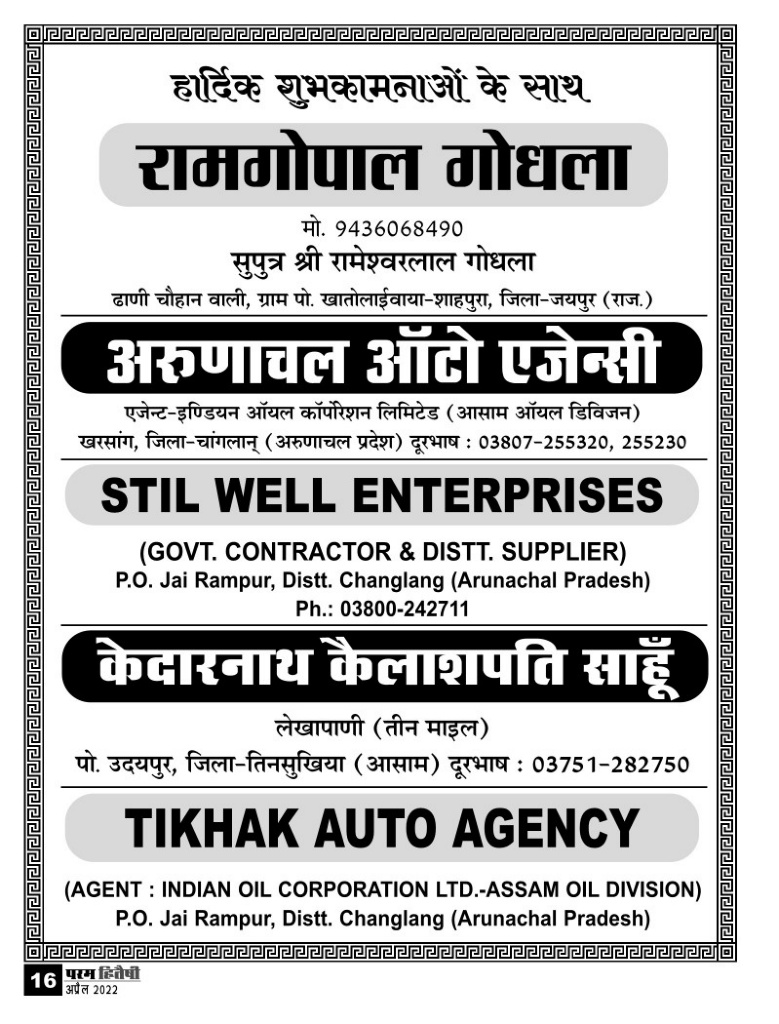 हार्दिक शुभकामनाओं के साथ
रामगोपाल गोधला
मो. 9436068490
सुपुत्र श्री रामेश्वरलाल गोधला
ढाणी चौहान वाली, ग्राम पो. खातोलाईवाया-शाहपुरा, जिला-जयपुर (राज.)
अरुणाचल ऑटो एजेन्सी
एजेन्ट-इण्डियन ऑयल कॉर्पोरेशन लिमिटेड (आसाम ऑयल डिविजन)
खरसांग, जिला-चांगलान् (अरुणाचल प्रदेश) दूरभाष : 03807-255320, 255230
STIL WELL ENTERPRISES
(GOVT. CONTRACTOR & DISTT. SUPPLIER)
P.O. Jai Rampur, Distt. Changlang (Arunachal Pradesh)
Ph.: 03800-242711
केदारनाथ कैलाशपति साहूँ
लेखापाणी (तीन माइल)
पो. उदयपुर, जिला-तिनसुखिया (आसाम) दूरभाष : 03751-282750
TIKHAK AUTO AGENCY
(AGENT : INDIAN OIL CORPORATION LTD.-ASSAM OIL DIVISION)
P.O. Jai Rampur, Distt. Changlang (Arunachal Pradesh)
16 परम हितैषी
अप्रैल 2022